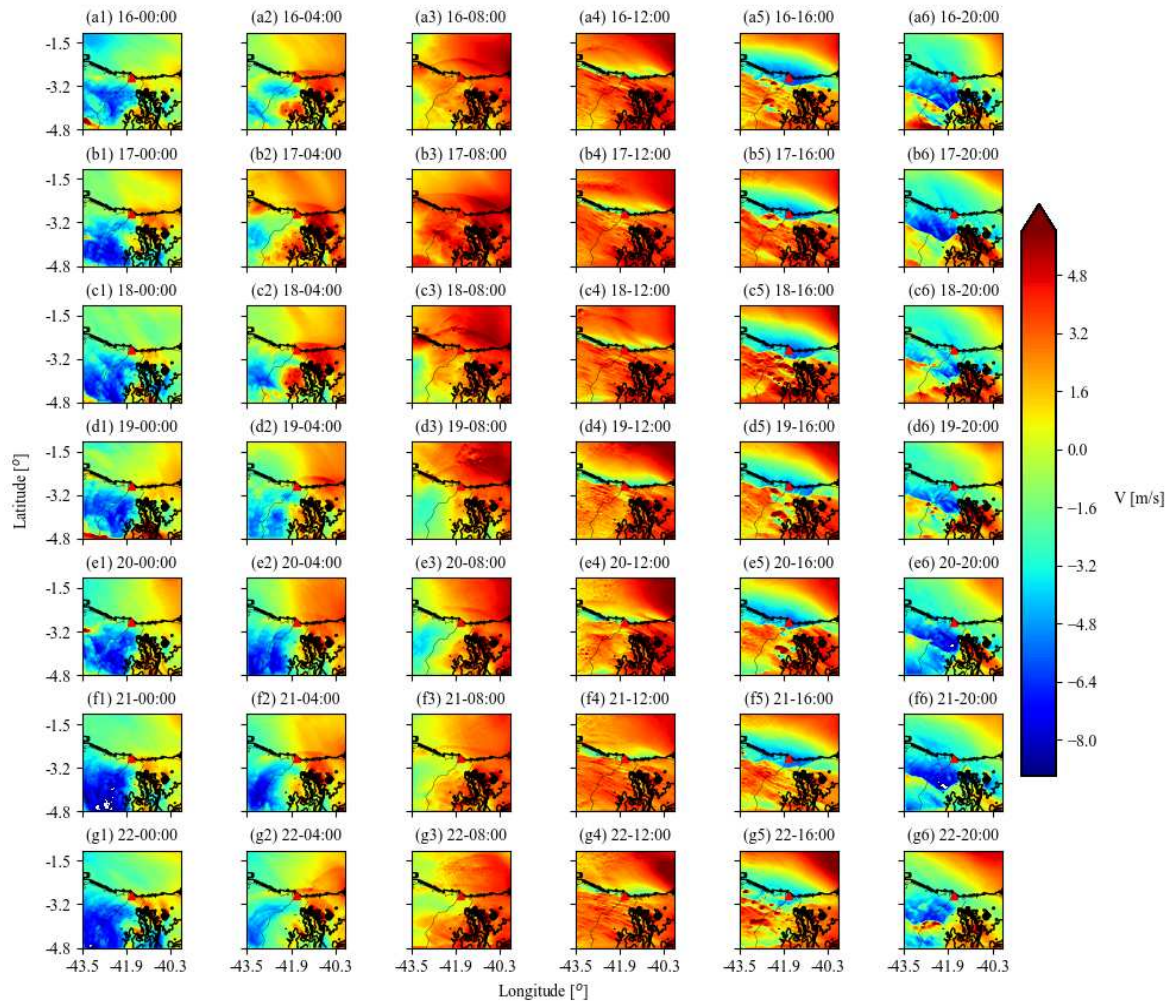 (a1) 16-00:00 (a2) 16-04:00 (a3) 16-08:00 (a4) 16-12:00 (a5) 16-16:00 (a6) 16-20:00
-1.5
-3.2
-4.8
(b1) 17-00:00 (b2) 17-04:00 (b3) 17-08:00 (b4) 17-12:00 (b5) 17-16:00 (b6) 17-20:00
-1.5
-3.2
-4.8
(c1) 18-00:00 (c2) 18-04:00 (c3) 18-08:00 (c4) 18-12:00 (c5) 18-16:00 (c6) 18-20:00
-1.5
-3.2
-4.8
(d1) 19-00:00 (d2) 19-04:00 (d3) 19-08:00 (d4) 19-12:00 (d5) 19-16:00 (d6) 19-20:00
-1.5
-3.2
-4.8
(e1) 20-00:00 (e2) 20-04:00 (e3) 20-08:00 (e4) 20-12:00 (e5) 20-16:00 (e6) 20-20:00
-1.5
-3.2
-4.8
(f1) 21-00:00 (f2) 21-04:00 (f3) 21-08:00 (f4) 21-12:00 (f5) 21-16:00 (f6) 21-20:00
-1.5
-3.2
-4.8
(g1) 22-00:00 (g2) 22-04:00 (g3) 22-08:00 (g4) 22-12:00 (g5) 22-16:00 (g6) 22-20:00
-1.5
-3.2
-4.8
-43.5 -41.9 -40.3 -43.5 -41.9 -40.3 -43.5 -41.9 -40.3 -43.5 -41.9 -40.3 -43.5 -41.9 -40.3 -43.5 -41.9 -40.3
Longitude [°]
Latitude [°]
4.8
3.2
1.6
0.0
−1.6
−3.2
−4.8
−6.4
−8.0
V [m/s]